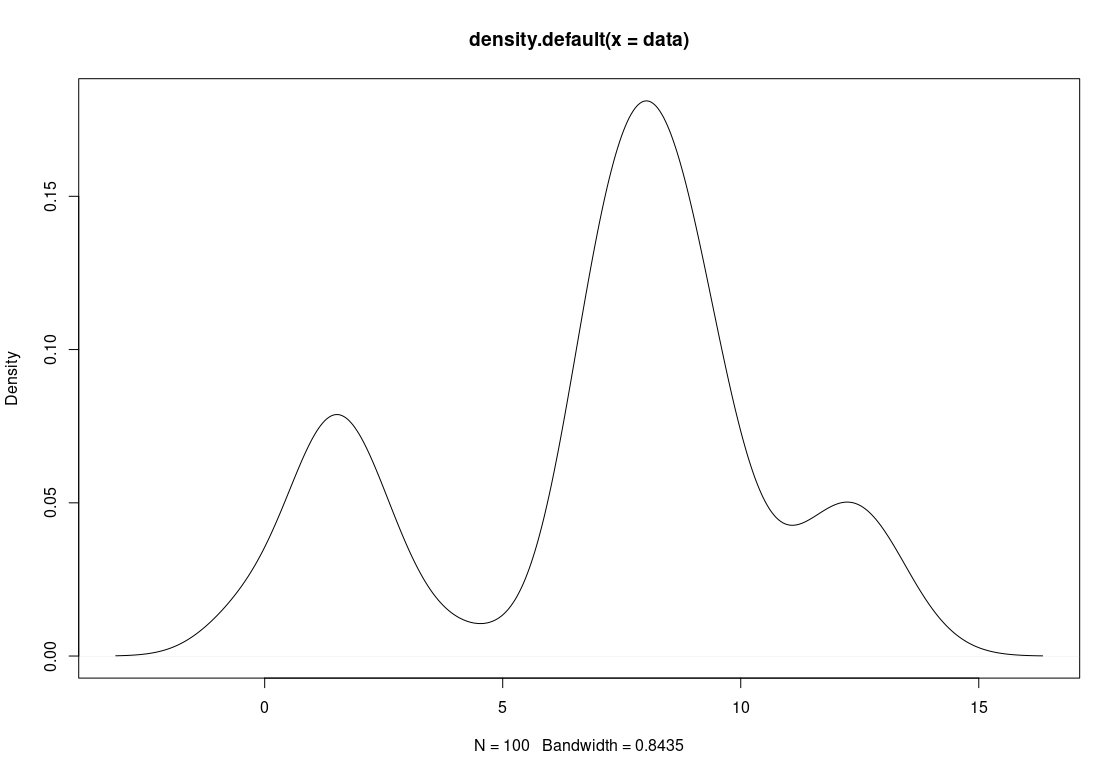 density.default(x = data)
Density
0.15
0.10
0.05
0.00
0 5 10 15
N = 100 Bandwidth = 0.8435